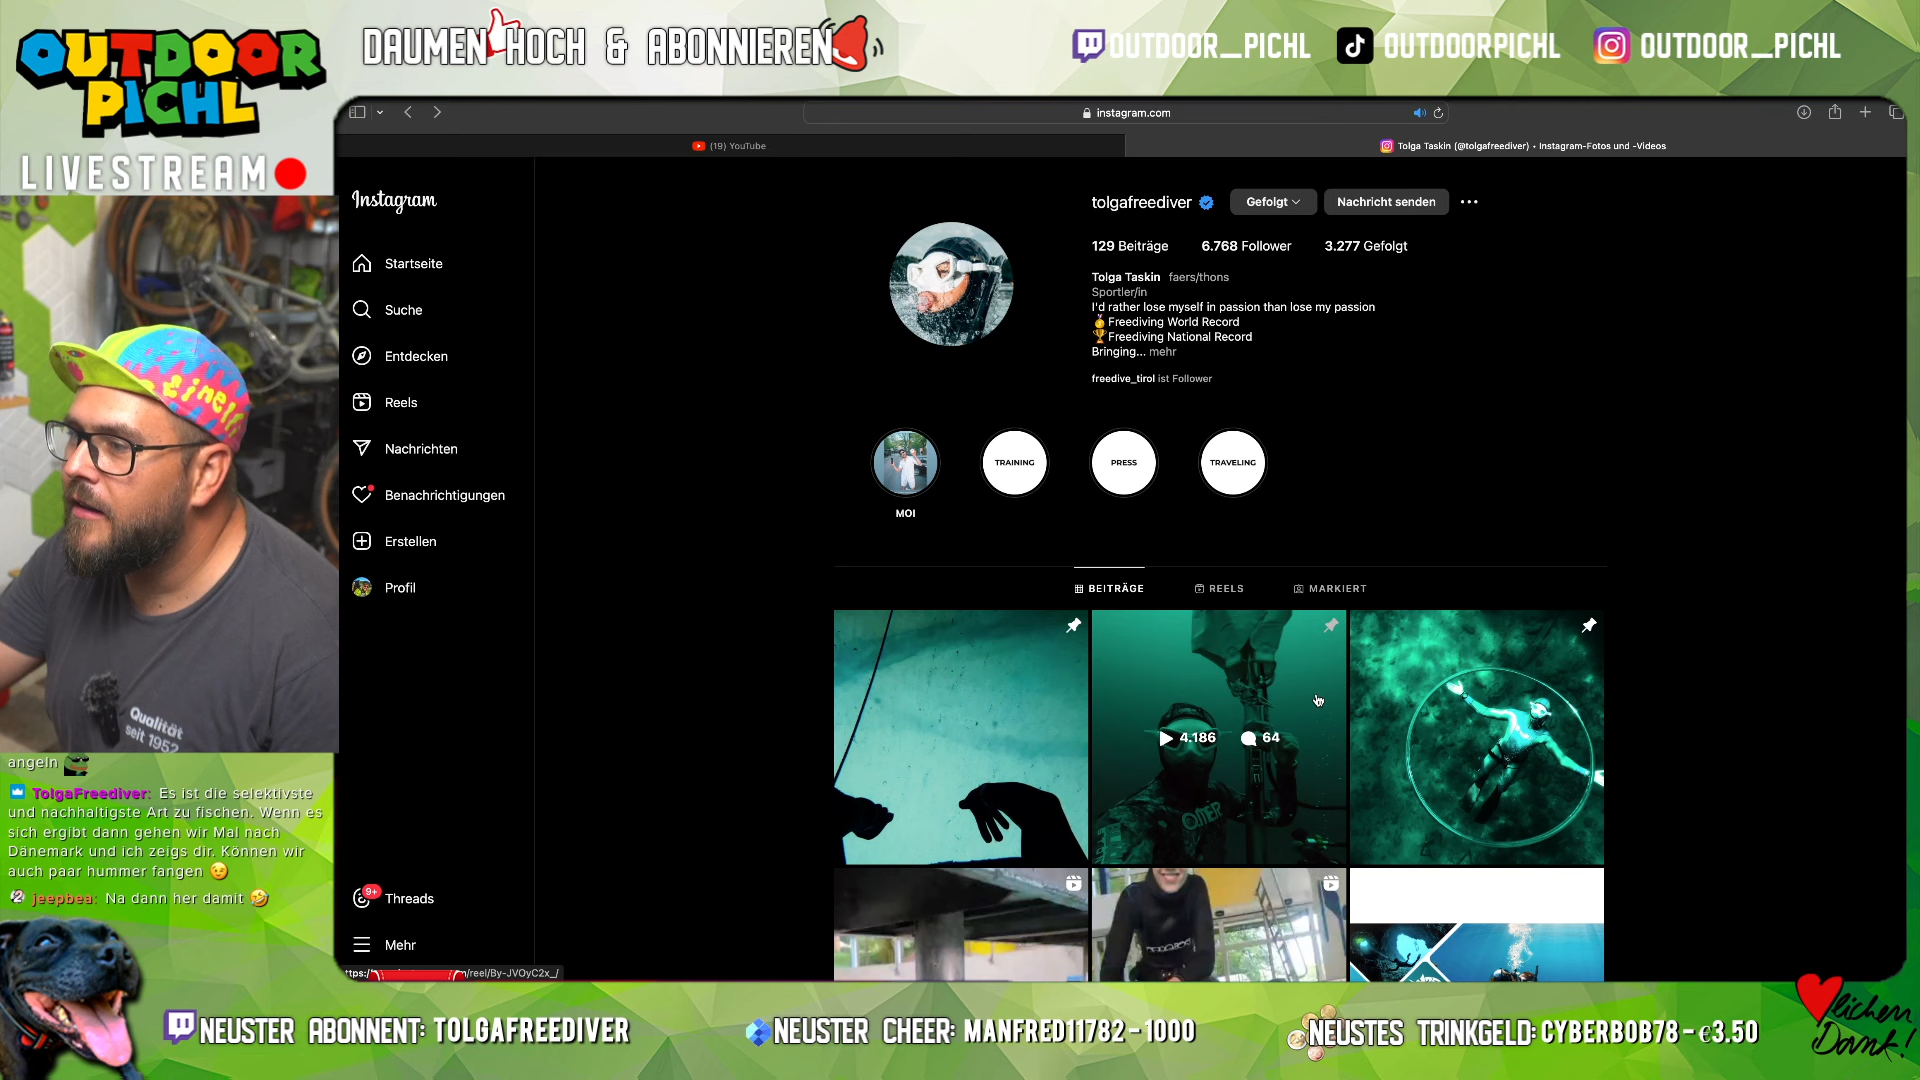 OUTDOOR
PICHL
LIVESTREAM
DAUMEN HOCH & ABONNIEREN
OUTDOOR_PICHL
OUTDOORPICHL
OUTDOOR_PICHL
instagram.com
(19) YouTube
Tolga Taskin (@tolgafreediver) • Instagram-Fotos und -Videos
Instagram
Startseite
Suche
Entdecken
Reels
Nachrichten
Benachrichtigungen
Erstellen
Profil
9+
Threads
Mehr
tolgafreediver
Gefolgt
Nachricht senden
129 Beiträge 6.768 Follower 3.277 Gefolgt
Tolga Taskin faers/thons
Sportler/in
I'd rather lose myself in passion than lose my passion
Freediving World Record
Freediving National Record
Bringing... mehr
freedive_tirol ist Follower
TRAINING
PRESS
TRAVELING
MOI
BEITRÄGE
REELS
MARKIERT
4.186
64
OMER
Qualität
seit 1952
angeln
TolgaFreediver: Es ist die selektivste
und nachhaltigste Art zu fischen. Wenn es
sich ergibt dann gehen wir Mal nach
Dänemark und ich zeigs dir. Können wir
auch paar hummer fangen
jeepbea: Na dann her damit
/reel/By-JVOyC2x_/
NEUSTER ABONNENT: TOLGAFREEDIVER
NEUSTER CHEER: MANFRED11782 - 1000
NEUSTES TRINKGELD: CYBERBOB78 - €3.50
lichen
Dank!